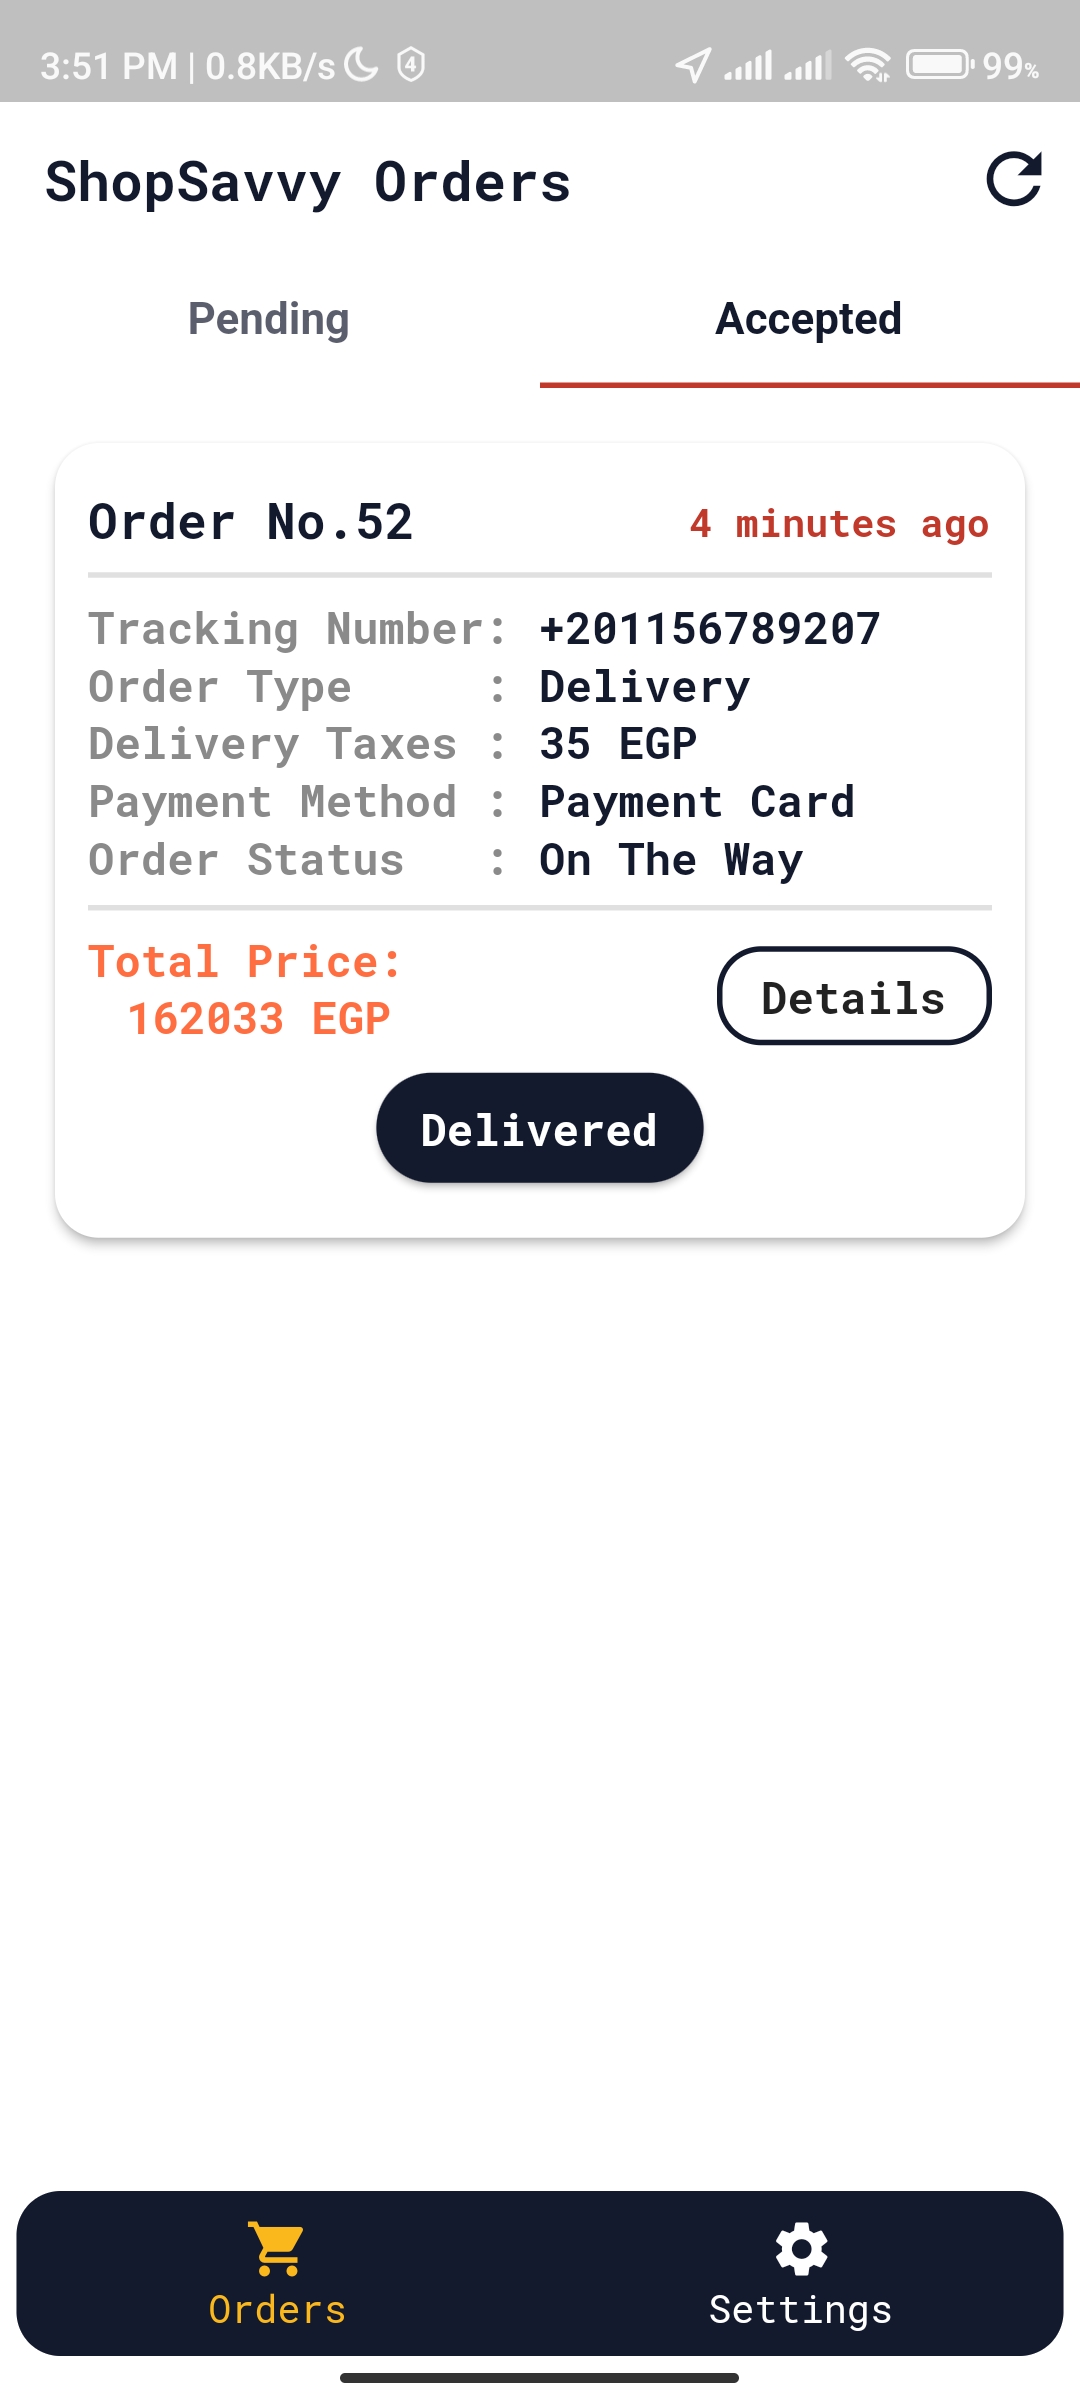 3:51 PM | 0.8KB/s 4 99%
ShopSavvy Orders
Pending Accepted
Order No.52 4 minutes ago
Tracking Number: +201156789207
Order Type : Delivery
Delivery Taxes : 35 EGP
Payment Method : Payment Card
Order Status : On The Way
Total Price:
162033 EGP
Details
Delivered
Orders Settings